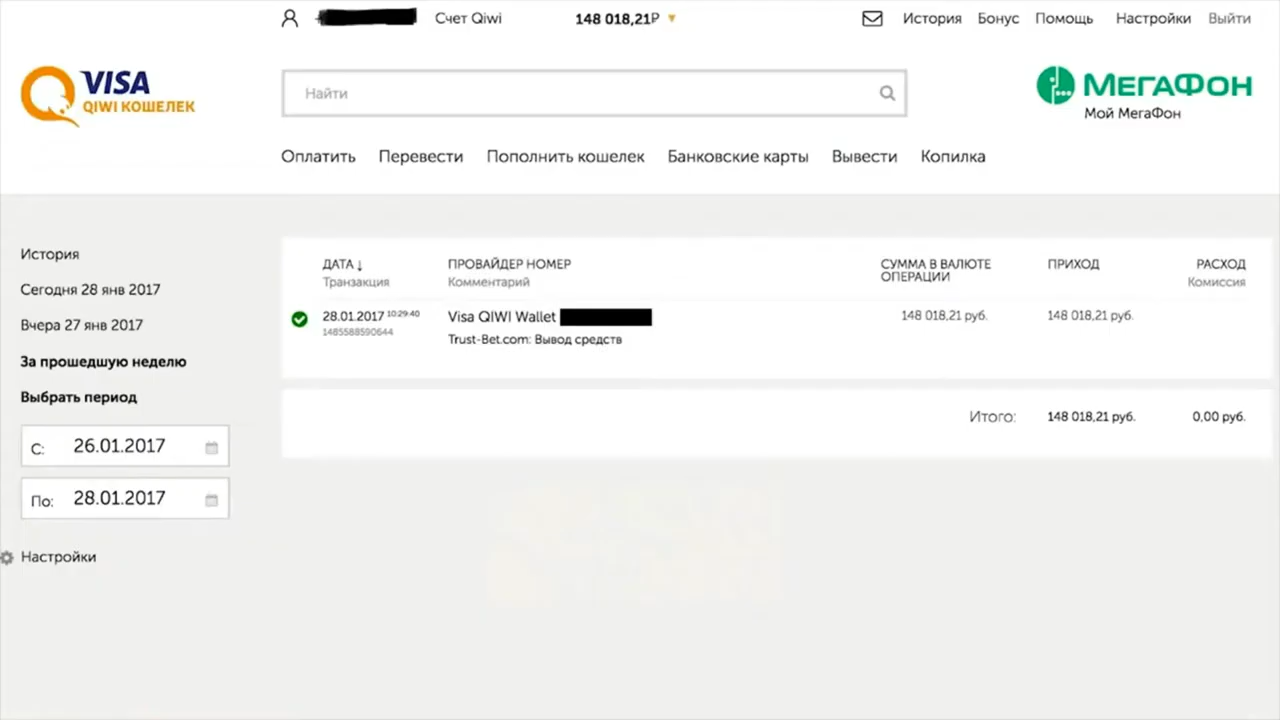 Счет Qiwi 148 018,21Р История Бонус Помощь Настройки Выйти
VISA
QIWI КОШЕЛЕК
Найти
МЕГАФОН
Мой МегаФон
Оплатить Перевести Пополнить кошелек Банковские карты Вывести Копилка
История
Сегодня 28 янв 2017
Вчера 27 янв 2017
За прошедшую неделю
Выбрать период
С: 26.01.2017
По: 28.01.2017
Настройки
ДАТА ↓ ПРОВАЙДЕР НОМЕР СУММА В ВАЛЮТЕ ПРИХОД РАСХОД
Транзакция Комментарий ОПЕРАЦИИ Комиссия
28.01.2017 10:29:40 Visa QIWI Wallet 148 018,21 руб. 148 018,21 руб.
1485588590644 Trust-Bet.com: Вывод средств
Итого: 148 018,21 руб. 0,00 руб.